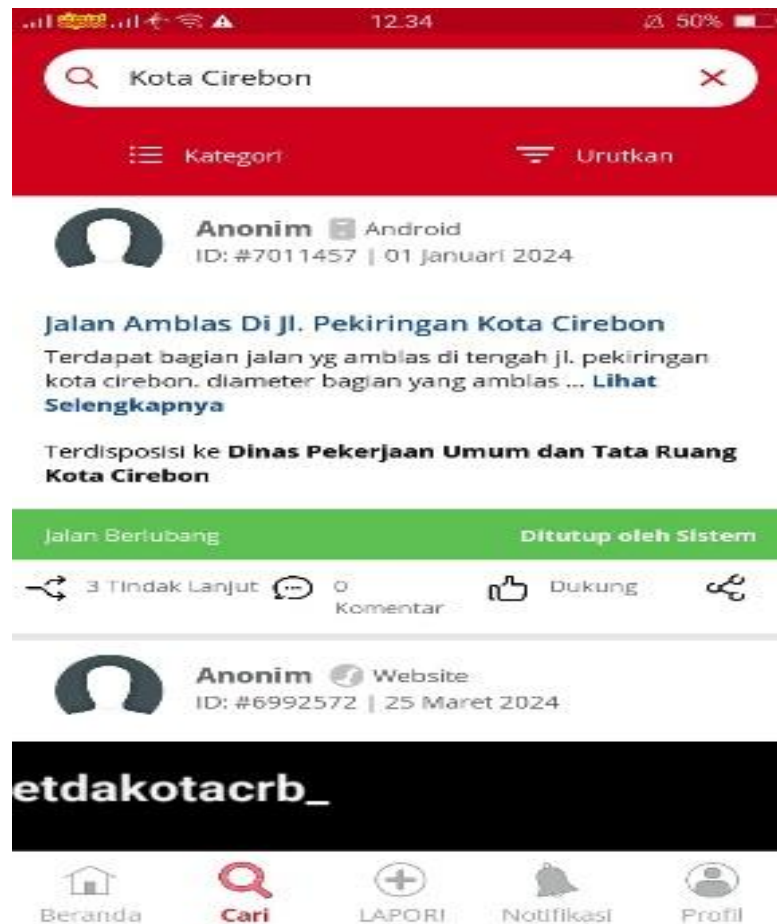 12.34
50%
Kota Cirebon
Kategori
Urutkan
Anonim Android
ID: #7011457 | 01 Januari 2024
Jalan Amblas Di Jl. Pekiringan Kota Cirebon
Terdapat bagian jalan yg amblas di tengah jl. pekiringan
kota cirebon. diameter bagian yang amblas ... Lihat
Selengkapnya
Terdisposisi ke Dinas Pekerjaan Umum dan Tata Ruang
Kota Cirebon
Jalan Berlubang
Ditutup oleh Sistem
3 Tindak Lanjut
0
Komentar
Dukung
Anonim Website
ID: #6992572 | 25 Maret 2024
etdakotacrb_
Beranda
Cari
LAPOR!
Notifikasi
Profil